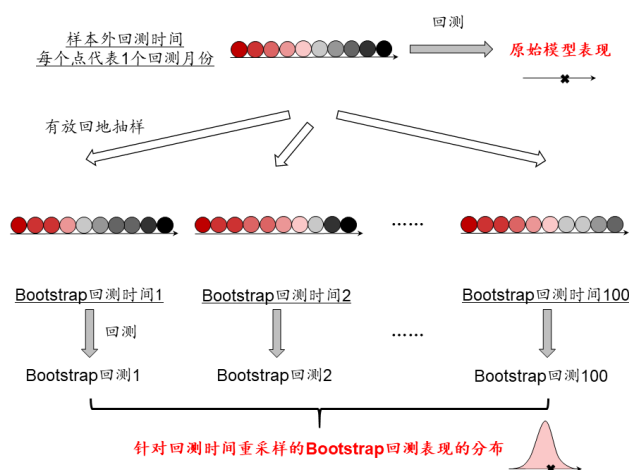 样本外回测时间
每个点代表1个回测月份
回测
原始模型表现
有放回地抽样
……
Bootstrap回测时间1
Bootstrap回测时间2
Bootstrap回测时间100
回测
……
Bootstrap回测1
Bootstrap回测2
Bootstrap回测100
针对回测时间重采样的Bootstrap回测表现的分布